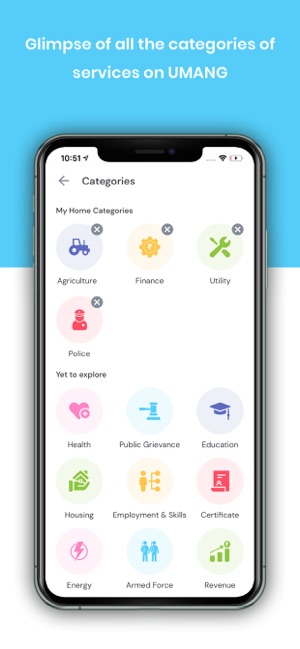 Glimpse of all the categories of
services on UMANG
10:51
Categories
My Home Categories
Agriculture
Finance
Utility
Police
Yet to explore
Health
Public Grievance
Education
Housing
Employment & Skills
Certificate
Energy
Armed Force
Revenue